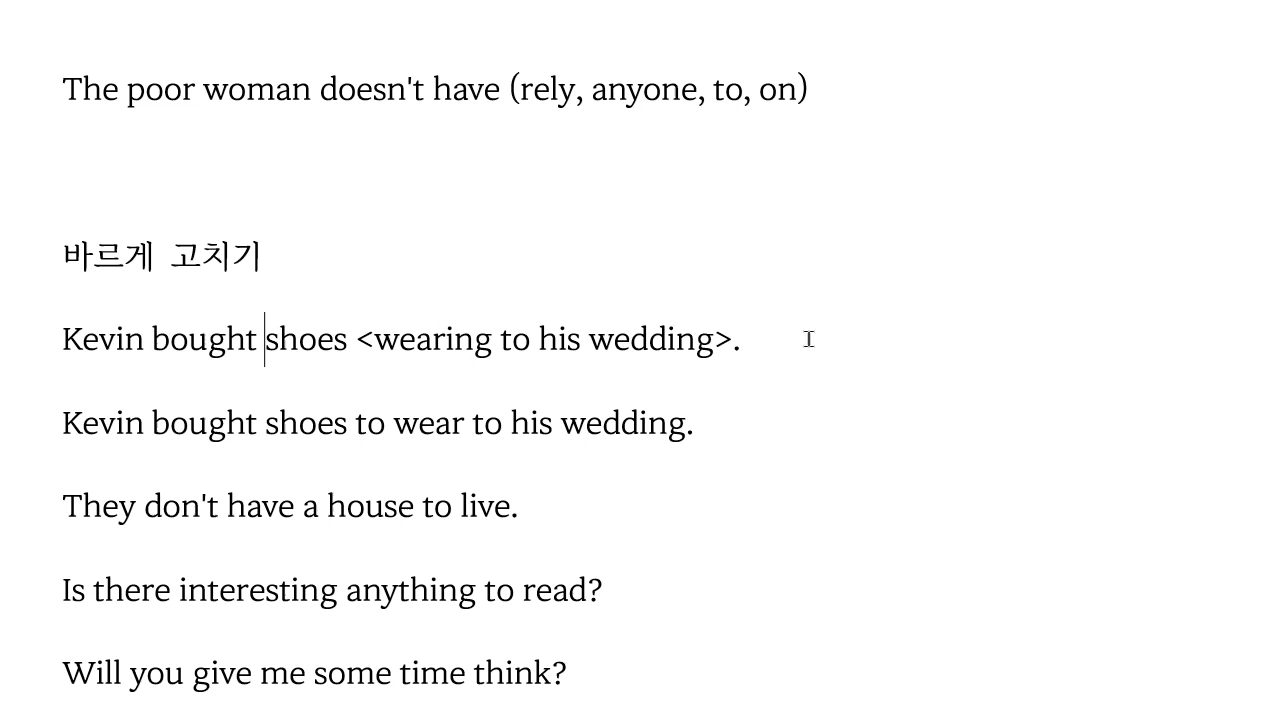 The poor woman doesn't have (rely, anyone, to, on)
바르게 고치기
Kevin bought shoes <wearing to his wedding>.
Kevin bought shoes to wear to his wedding.
They don't have a house to live.
Is there interesting anything to read?
Will you give me some time think?